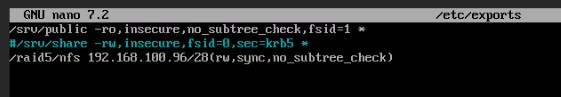 GNU nano 7.2 /etc/exports
/srv/public -ro,insecure,no_subtree_check,fsid=1 *
#/srv/share -rw,insecure,fsid=0,sec=krb5 *
/raid5/nfs 192.168.100.96/28(rw,sync,no_subtree_check)